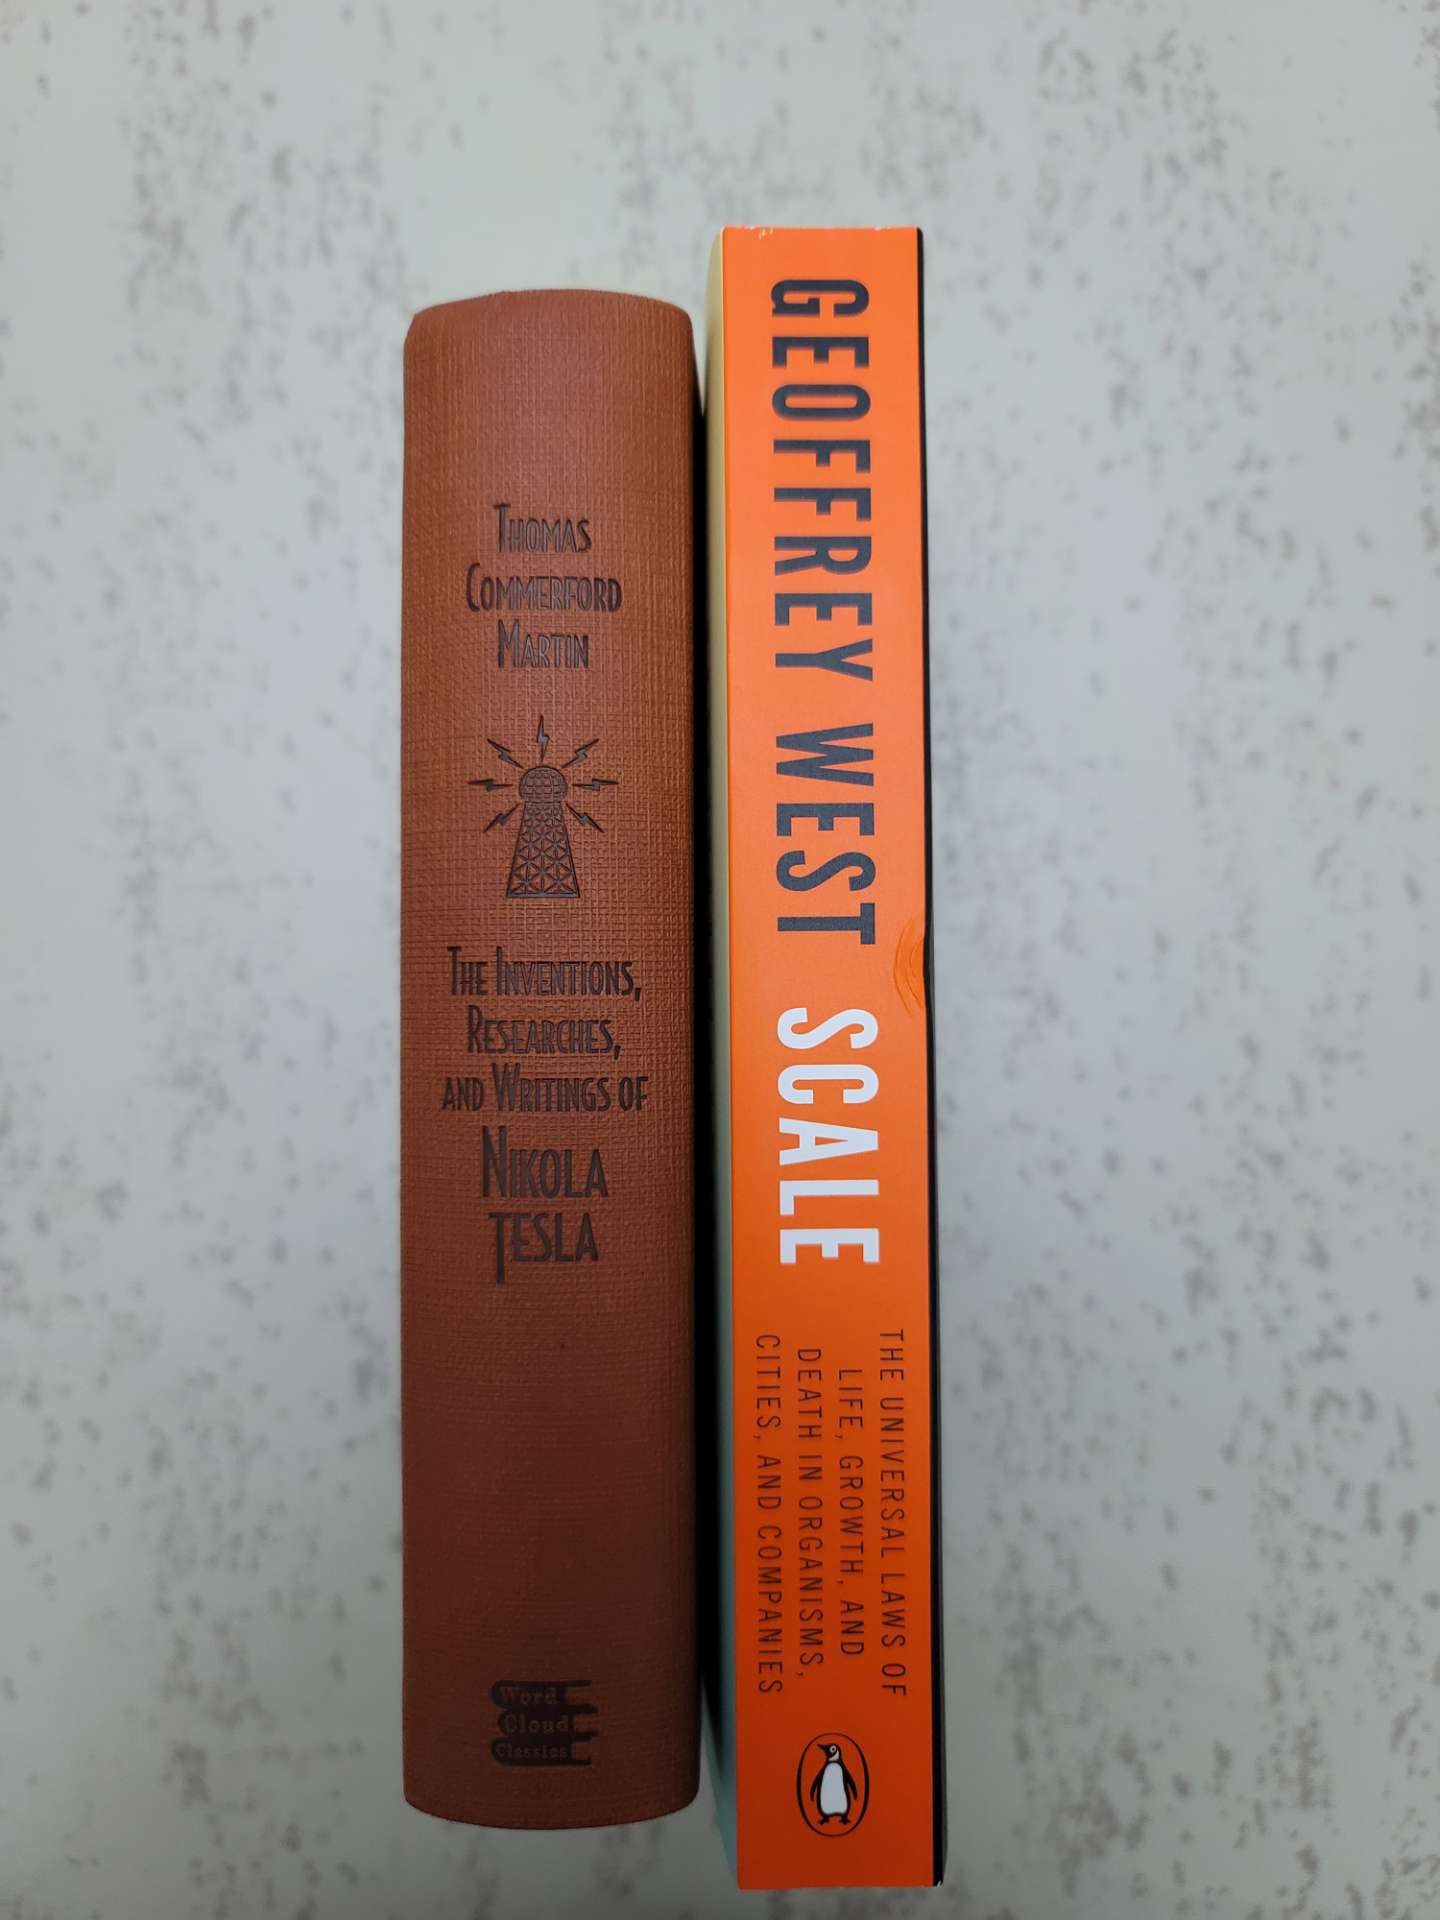 THOMAS
COMMERFORD
MARTIN
THE INVENTIONS,
RESEARCHES,
AND WRITINGS OF
NIKOLA
TESLA
Word
Cloud
Classics
GEOFFREY WEST SCALE
THE UNIVERSAL LAWS OF
LIFE, GROWTH, AND
DEATH IN ORGANISMS,
CITIES, AND COMPANIES